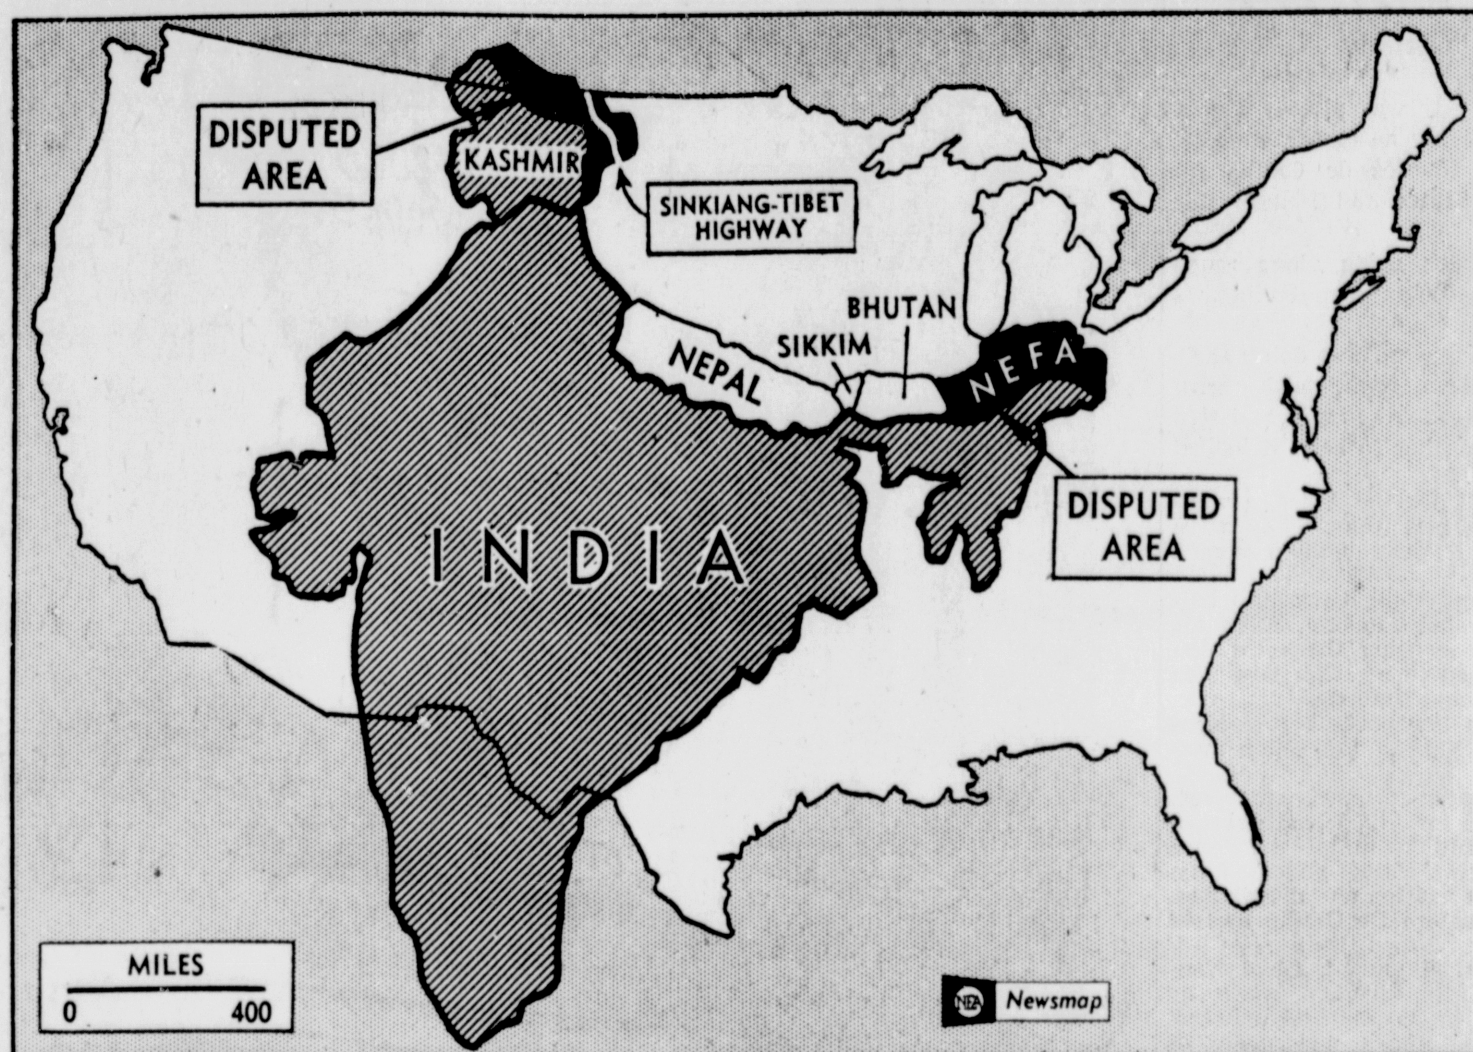 DISPUTED
AREA
KASHMIR
SINKIANG-TIBET
HIGHWAY
BHUTAN
SIKKIM
NEPAL
NEFA
INDIA
DISPUTED
AREA
MILES
0 400
NEA Newsmap